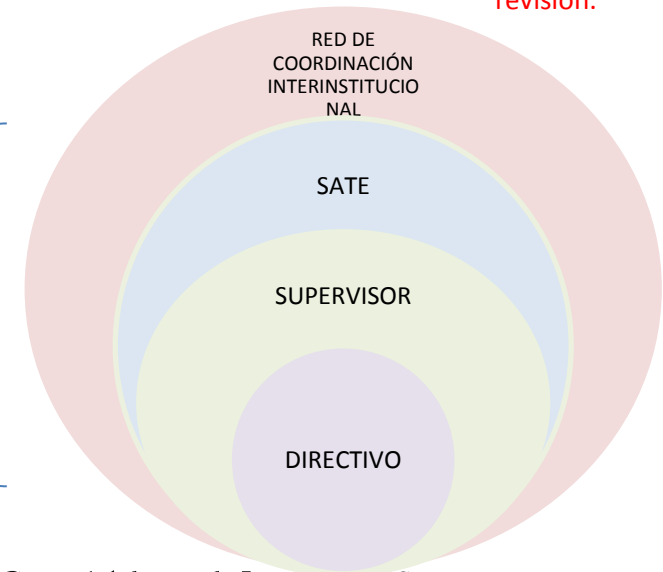 revisión.
RED DE
COORDINACIÓN
INTERINSTITUCIO
NAL
SATE
SUPERVISOR
DIRECTIVO